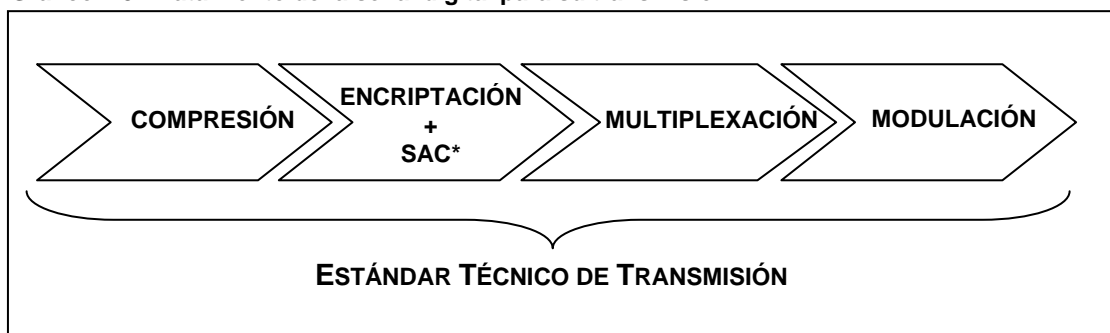 COMPRESIÓN
ENCRIPTACIÓN
+
SAC*
MULTIPLEXACIÓN
MODULACIÓN
ESTÁNDAR TÉCNICO DE TRANSMISIÓN